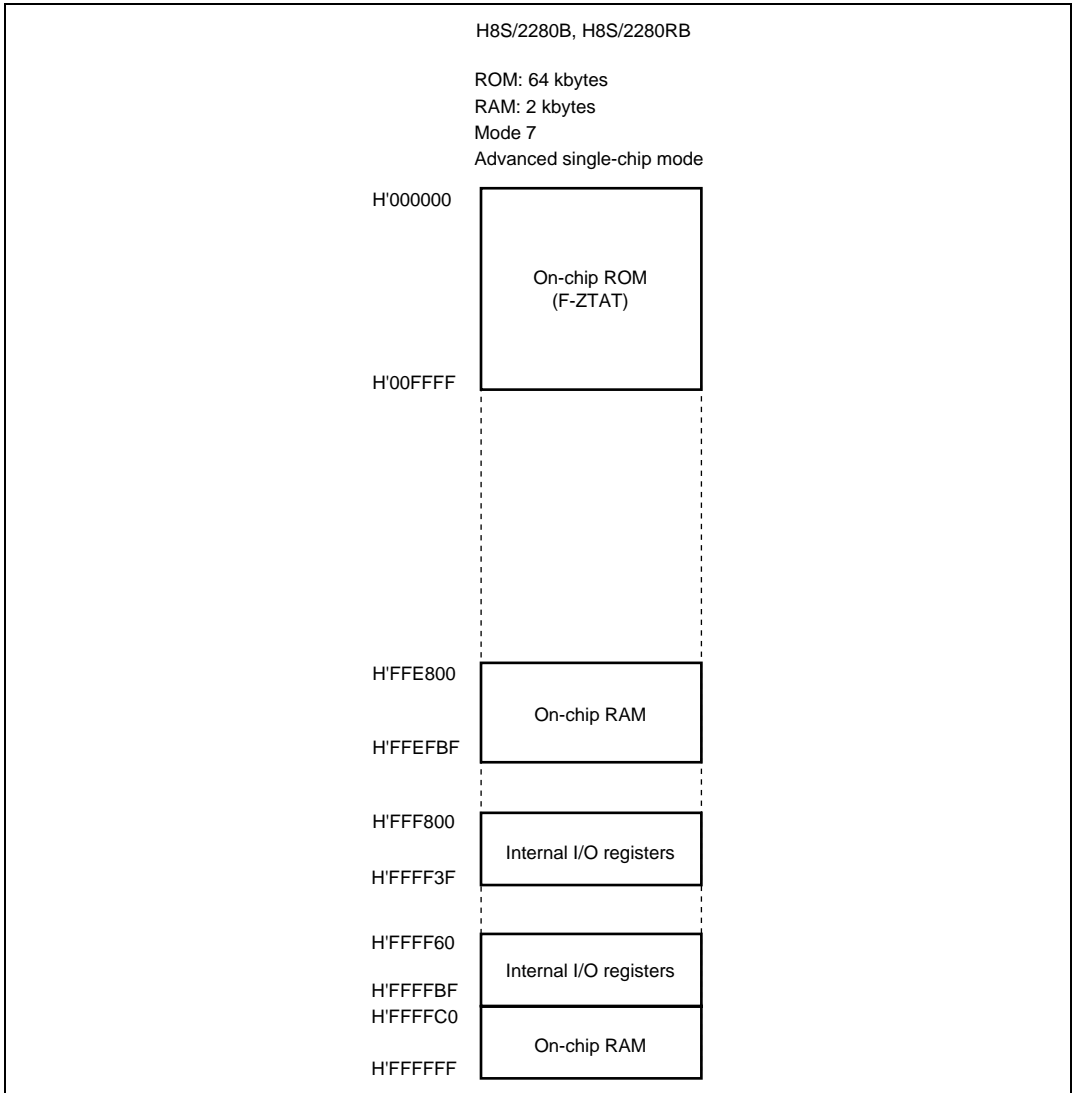 H8S/2280B, H8S/2280RB
ROM: 64 kbytes
RAM: 2 kbytes
Mode 7
Advanced single-chip mode
H'000000
On-chip ROM
(F-ZTAT)
H'00FFFF
H'FFE800
On-chip RAM
H'FFEFBF
H'FFF800
Internal I/O registers
H'FFFF3F
H'FFFF60
Internal I/O registers
H'FFFFBF
H'FFFFC0
On-chip RAM
H'FFFFFF